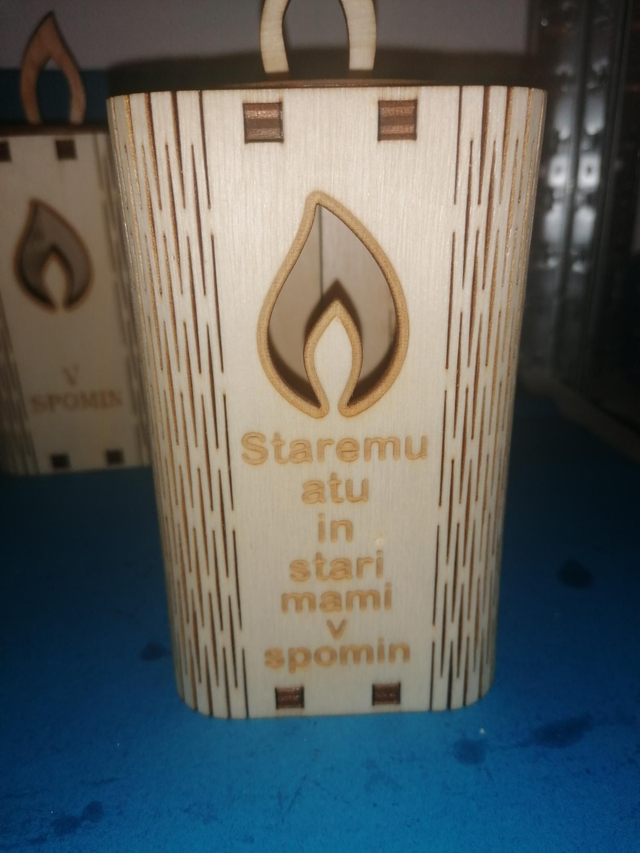 Staremu
atu
in
stari
mami
v
spomin
V
SPOMIN